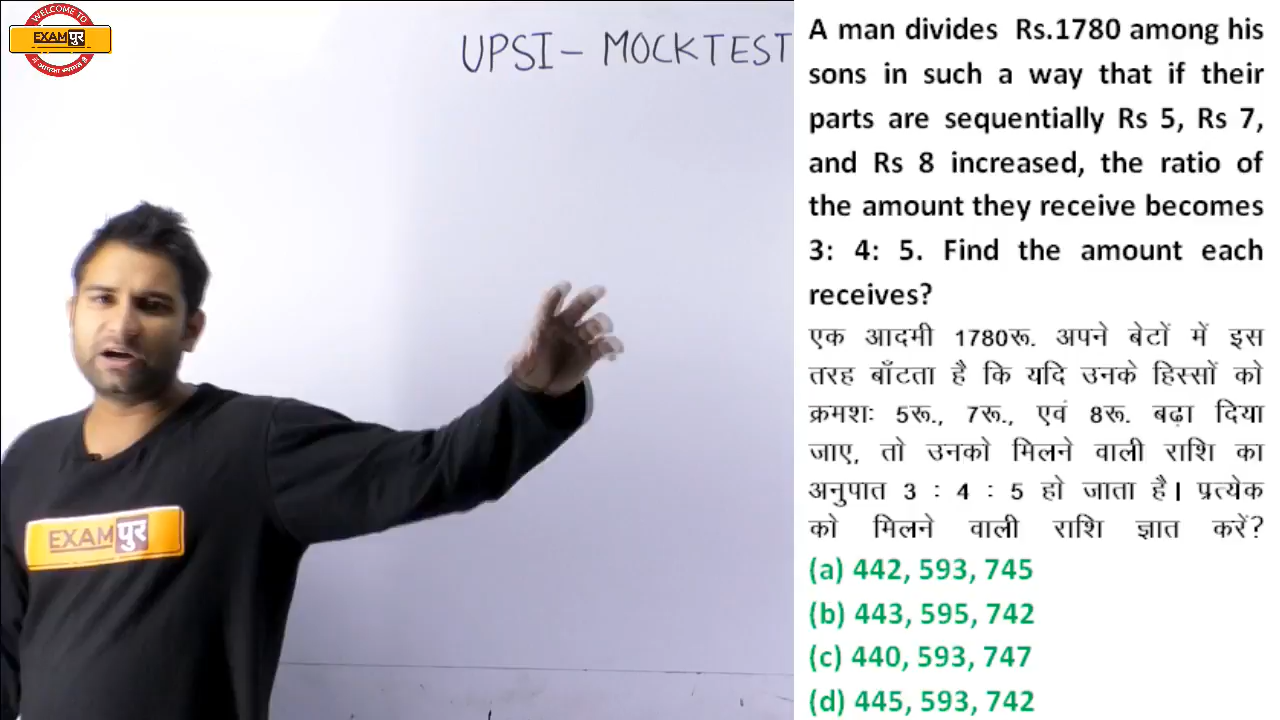 WELCOME TO
EXAMपुर
UPSI- MOCKTEST
EXAMपुर
A man divides Rs.1780 among his
sons in such a way that if their
parts are sequentially Rs 5, Rs 7,
and Rs 8 increased, the ratio of
the amount they receive becomes
3: 4: 5. Find the amount each
receives?
एक आदमी 1780रू. अपने बेटों में इस
तरह बाँटता है कि यदि उनके हिस्सों को
क्रमशः 5रू., 7रू., एवं 8रू. बढ़ा दिया
जाए, तो उनको मिलने वाली राशि का
अनुपात 3 : 4 : 5 हो जाता है। प्रत्येक
को मिलने वाली राशि ज्ञात करें?
(a) 442, 593, 745
(b) 443, 595, 742
(c) 440, 593, 747
(d) 445, 593, 742